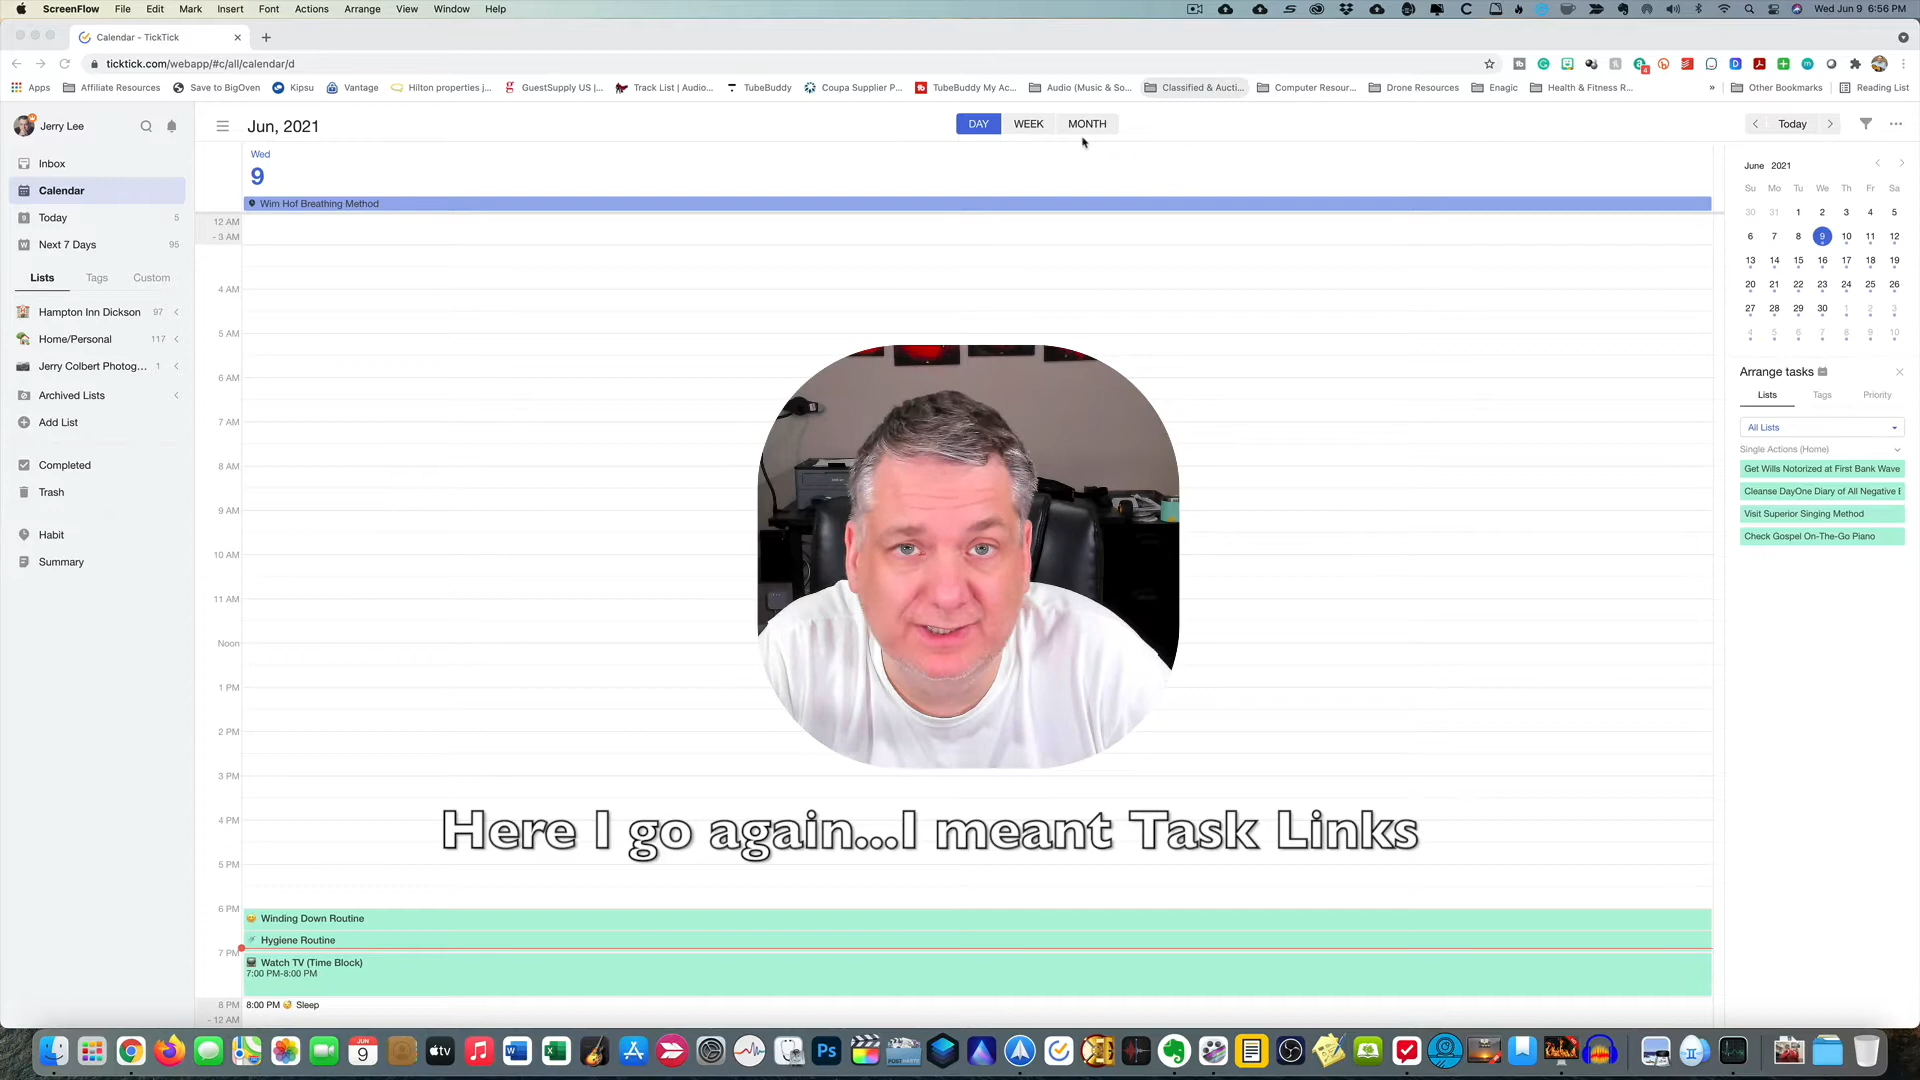 ScreenFlow File Edit Mark Insert Font Actions Arrange View Window Help
Wed Jun 9 6:56 PM
Calendar - TickTick
ticktick.com/webapp/#c/all/calendar/d
Apps Affiliate Resources Save to BigOven Kipsu Vantage Hilton properties j... GuestSupply US |... Track List | Audio... TubeBuddy Coupa Supplier P... TubeBuddy My Ac... Audio (Music & So... Classified & Aucti... Computer Resour... Drone Resources Enagic Health & Fitness R... » Other Bookmarks Reading List
Jerry Lee
Inbox
Calendar
Today 5
Next 7 Days 95
Lists Tags Custom
Hampton Inn Dickson 97
Home/Personal 117
Jerry Colbert Photog... 1
Archived Lists
Add List
Completed
Trash
Habit
Summary
Jun, 2021
DAY WEEK MONTH
Today
Wed
9
Wim Hof Breathing Method
12 AM
- 3 AM
4 AM
5 AM
6 AM
7 AM
8 AM
9 AM
10 AM
11 AM
Noon
1 PM
2 PM
3 PM
4 PM
5 PM
6 PM
7 PM
8 PM
- 12 AM
Here I go again...I meant Task Links
Winding Down Routine
Hygiene Routine
Watch TV (Time Block)
7:00 PM-8:00 PM
8:00 PM Sleep
June 2021
Su Mo Tu We Th Fr Sa
30 31 1 2 3 4 5
6 7 8 9 10 11 12
13 14 15 16 17 18 19
20 21 22 23 24 25 26
27 28 29 30 1 2 3
4 5 6 7 8 9 10
Arrange tasks
Lists Tags Priority
All Lists
Single Actions (Home)
Get Wills Notorized at First Bank Wave
Cleanse DayOne Diary of All Negative E
Visit Superior Singing Method
Check Gospel On-The-Go Piano
JUN
9
tv